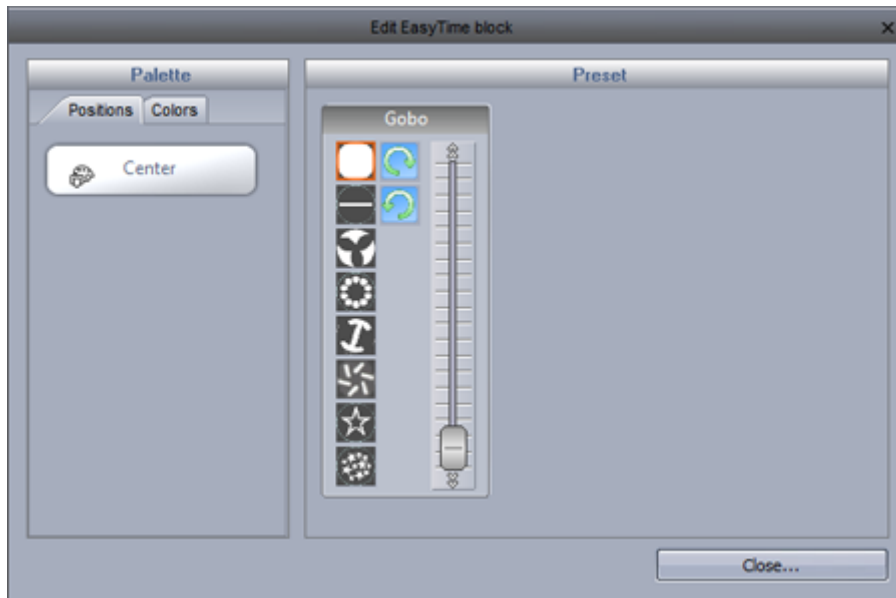 Edit EasyTime block
Palette
Preset
Positions
Colors
Gobo
Center
Close...